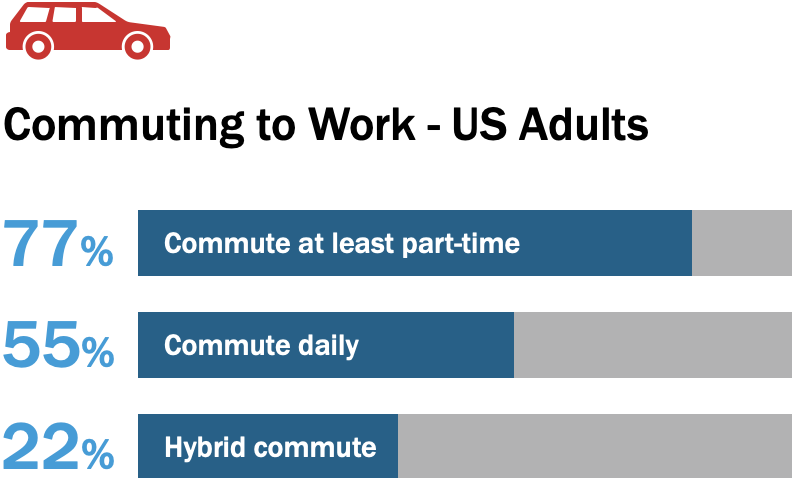 Commuting to Work - US Adults
77% Commute at least part-time
55% Commute daily
22% Hybrid commute